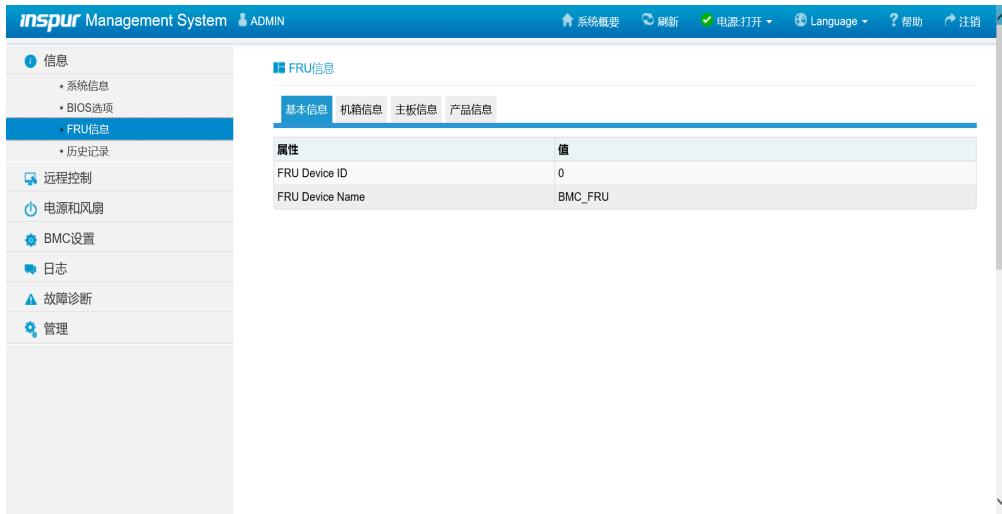 inspur Management System ADMIN 系统概要 刷新 电源:打开 Language ? 帮助 注销
信息
• 系统信息
• BIOS选项
• FRU信息
• 历史记录
远程控制
电源和风扇
BMC设置
日志
故障诊断
管理
FRU信息
基本信息 机箱信息 主板信息 产品信息
属性 值
FRU Device ID 0
FRU Device Name BMC_FRU